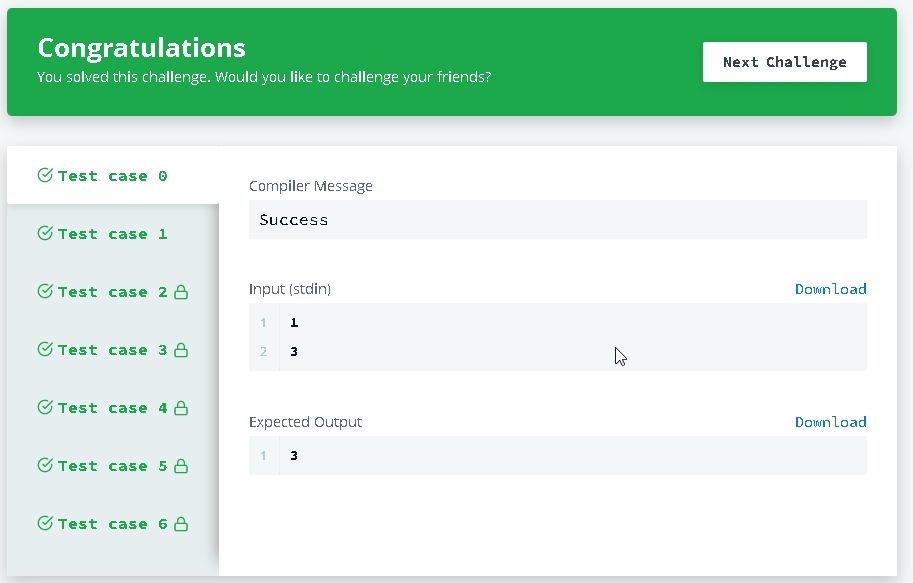 Congratulations
You solved this challenge. Would you like to challenge your friends?
Next Challenge
Test case 0
Test case 1
Test case 2
Test case 3
Test case 4
Test case 5
Test case 6
Compiler Message
Success
Input (stdin)
Download
1 1
2 3
Expected Output
Download
1 3